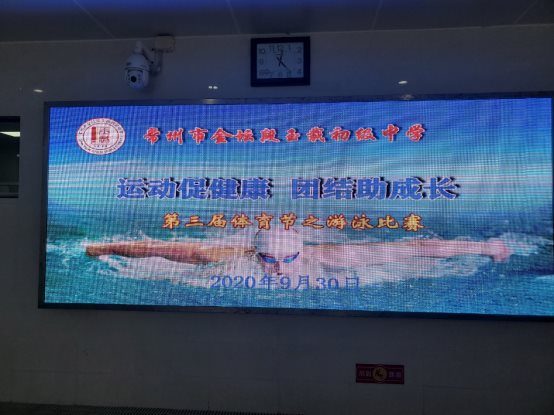 常州市金坛段玉裁初级中学
运动促健康 团结助成长
第三届体育节之游泳比赛
2020年9月30日